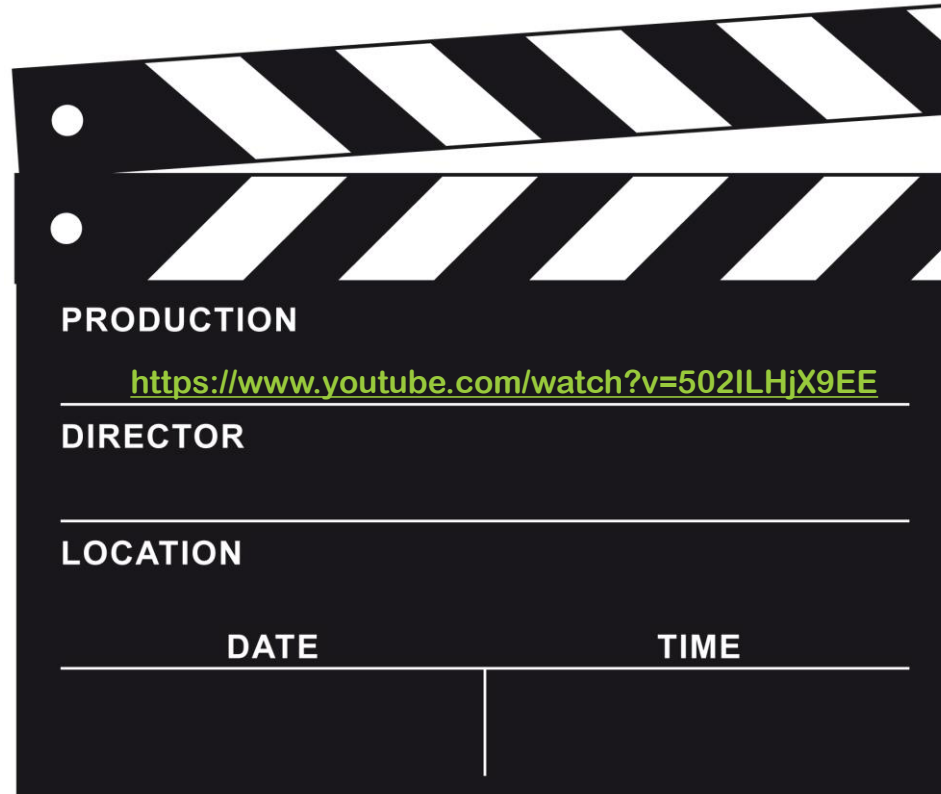 PRODUCTION
https://www.youtube.com/watch?v=502ILHjX9EE
DIRECTOR
LOCATION
DATE TIME